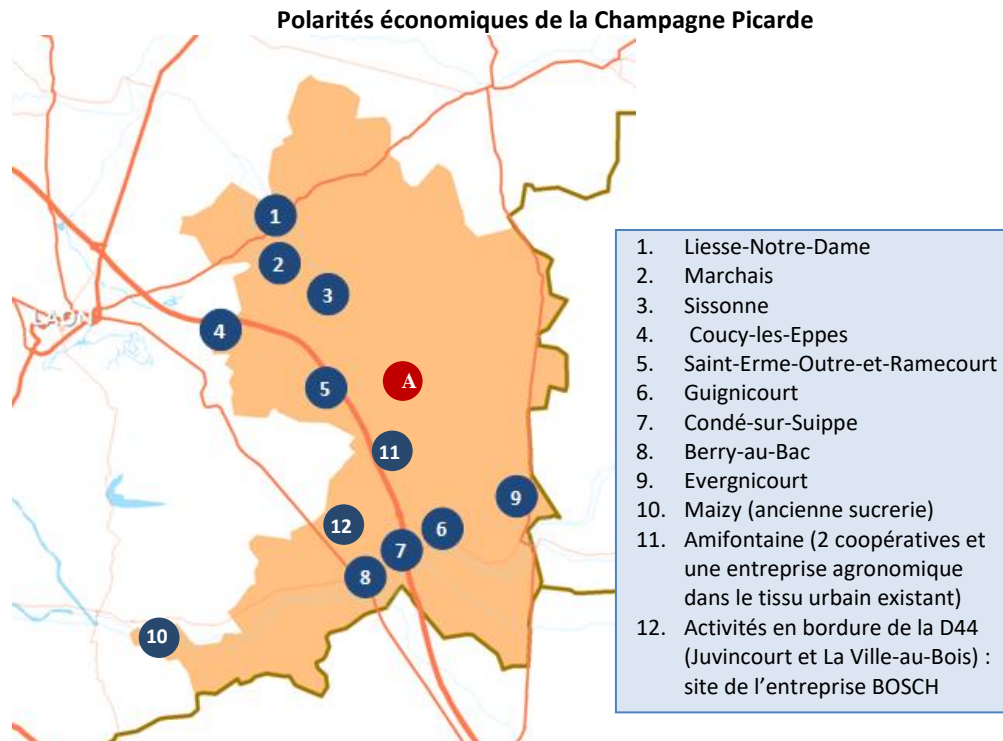 Polarités économiques de la Champagne Picarde
1
2
3
LAON
4
5
A
11
9
12
6
7
8
10
1. Liesse-Notre-Dame
2. Marchais
3. Sissonne
4. Coucy-les-Eppes
5. Saint-Erme-Outre-et-Ramecourt
6. Guignicourt
7. Condé-sur-Suippe
8. Berry-au-Bac
9. Evergnicourt
10. Maizy (ancienne sucrerie)
11. Amifontaine (2 coopératives et
une entreprise agronomique
dans le tissu urbain existant)
12. Activités en bordure de la D44
(Juvincourt et La Ville-au-Bois) :
site de l'entreprise BOSCH